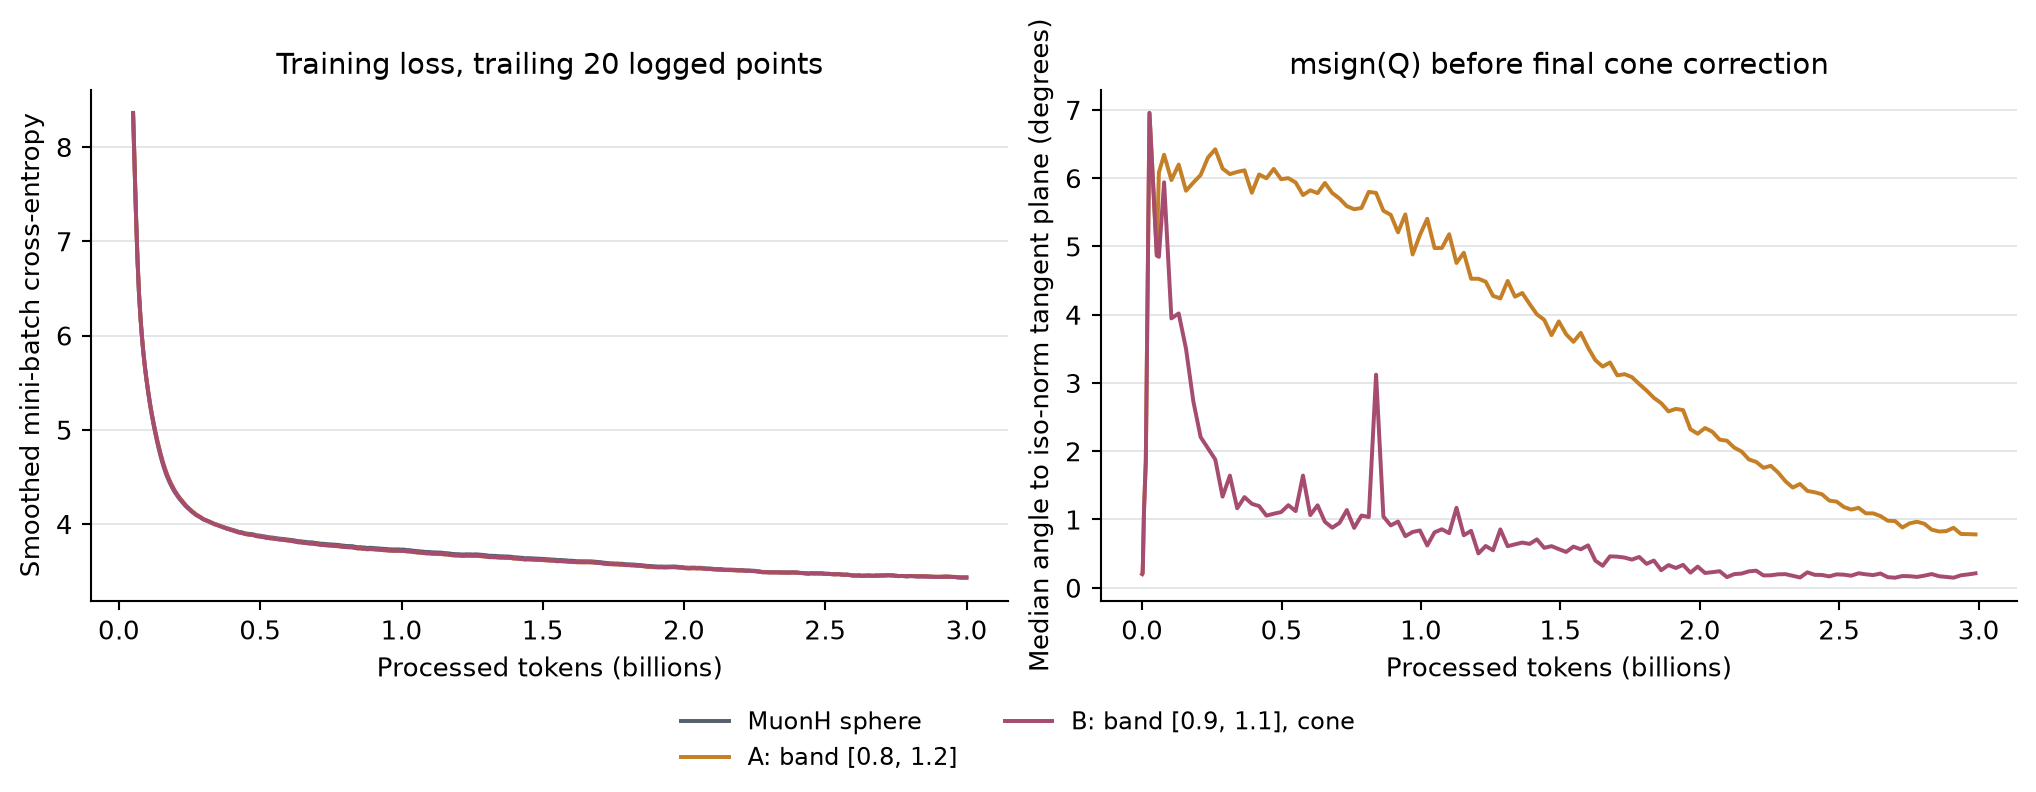 Training loss, trailing 20 logged points
Smoothed mini-batch cross-entropy
8
7
6
5
4
0.0 0.5 1.0 1.5 2.0 2.5 3.0
Processed tokens (billions)
msign(Q) before final cone correction
Median angle to iso-norm tangent plane (degrees)
7
6
5
4
3
2
1
0
0.0 0.5 1.0 1.5 2.0 2.5 3.0
Processed tokens (billions)
MuonH sphere
A: band [0.8, 1.2]
B: band [0.9, 1.1], cone